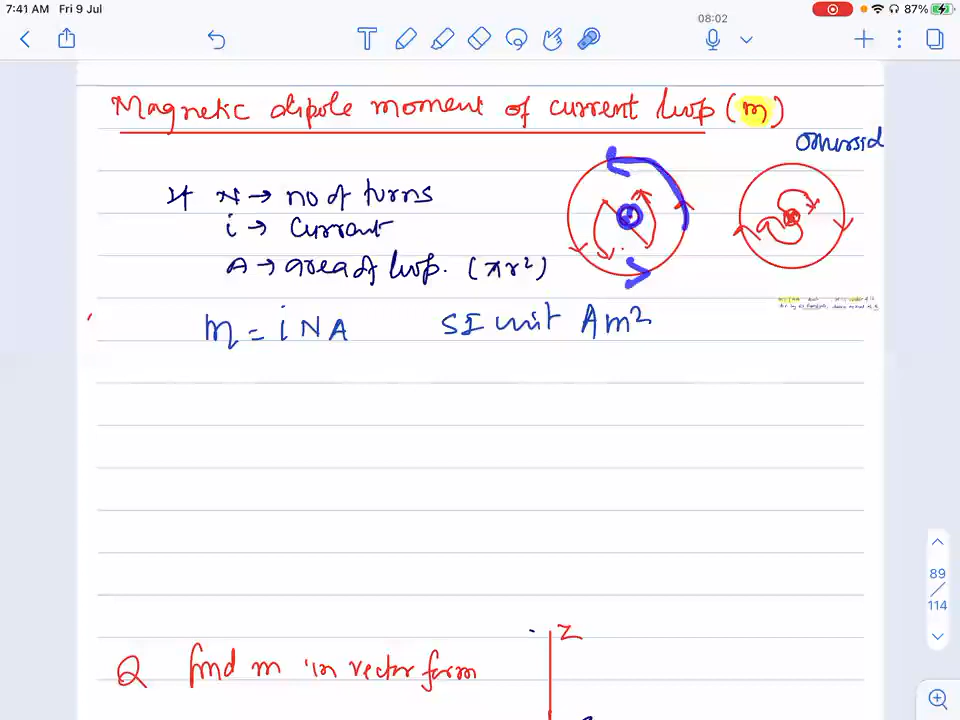 7:41 AM Fri 9 Jul
87%
08:02
Magnetic dipole moment of current loop (m)
If N → no of turns
i → Current
A → area of loop. (πr²)
m = i N A SI unit Am²
89
/
114
Z
Q find m in vector form